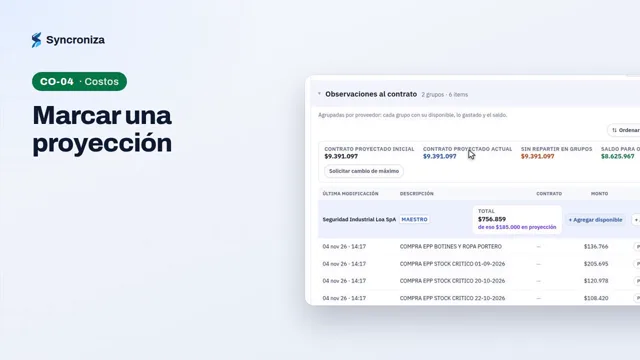 Syncroniza
CO-04 · Costos
Marcar una
proyección
Observaciones al contrato 2 grupos · 6 ítems
Agrupadas por proveedor: cada grupo con su disponible, lo gastado y el saldo.
Ordenar
CONTRATO PROYECTADO INICIAL CONTRATO PROYECTADO ACTUAL SIN REPARTIR EN GRUPOS SALDO PARA O
$9.391.097 $9.391.097 $9.391.097 $8.625.967
Solicitar cambio de máximo
ÚLTIMA MODIFICACIÓN DESCRIPCIÓN CONTRATO MONTO
Seguridad Industrial Loa SpA MAESTRO
TOTAL
$756.859
de eso $185.000 en proyección
+ Agregar disponible
04 nov 26 · 14:17 COMPRA EPP BOTINES Y ROPA PORTERO — $136.766
04 nov 26 · 14:17 COMPRA EPP STOCK CRÍTICO 01-09-2026 — $205.695
04 nov 26 · 14:17 COMPRA EPP STOCK CRITICO 20-10-2026 — $120.978
04 nov 26 · 14:17 COMPRA EPP STOCK CRITICO 22-10-2026 — $108.420